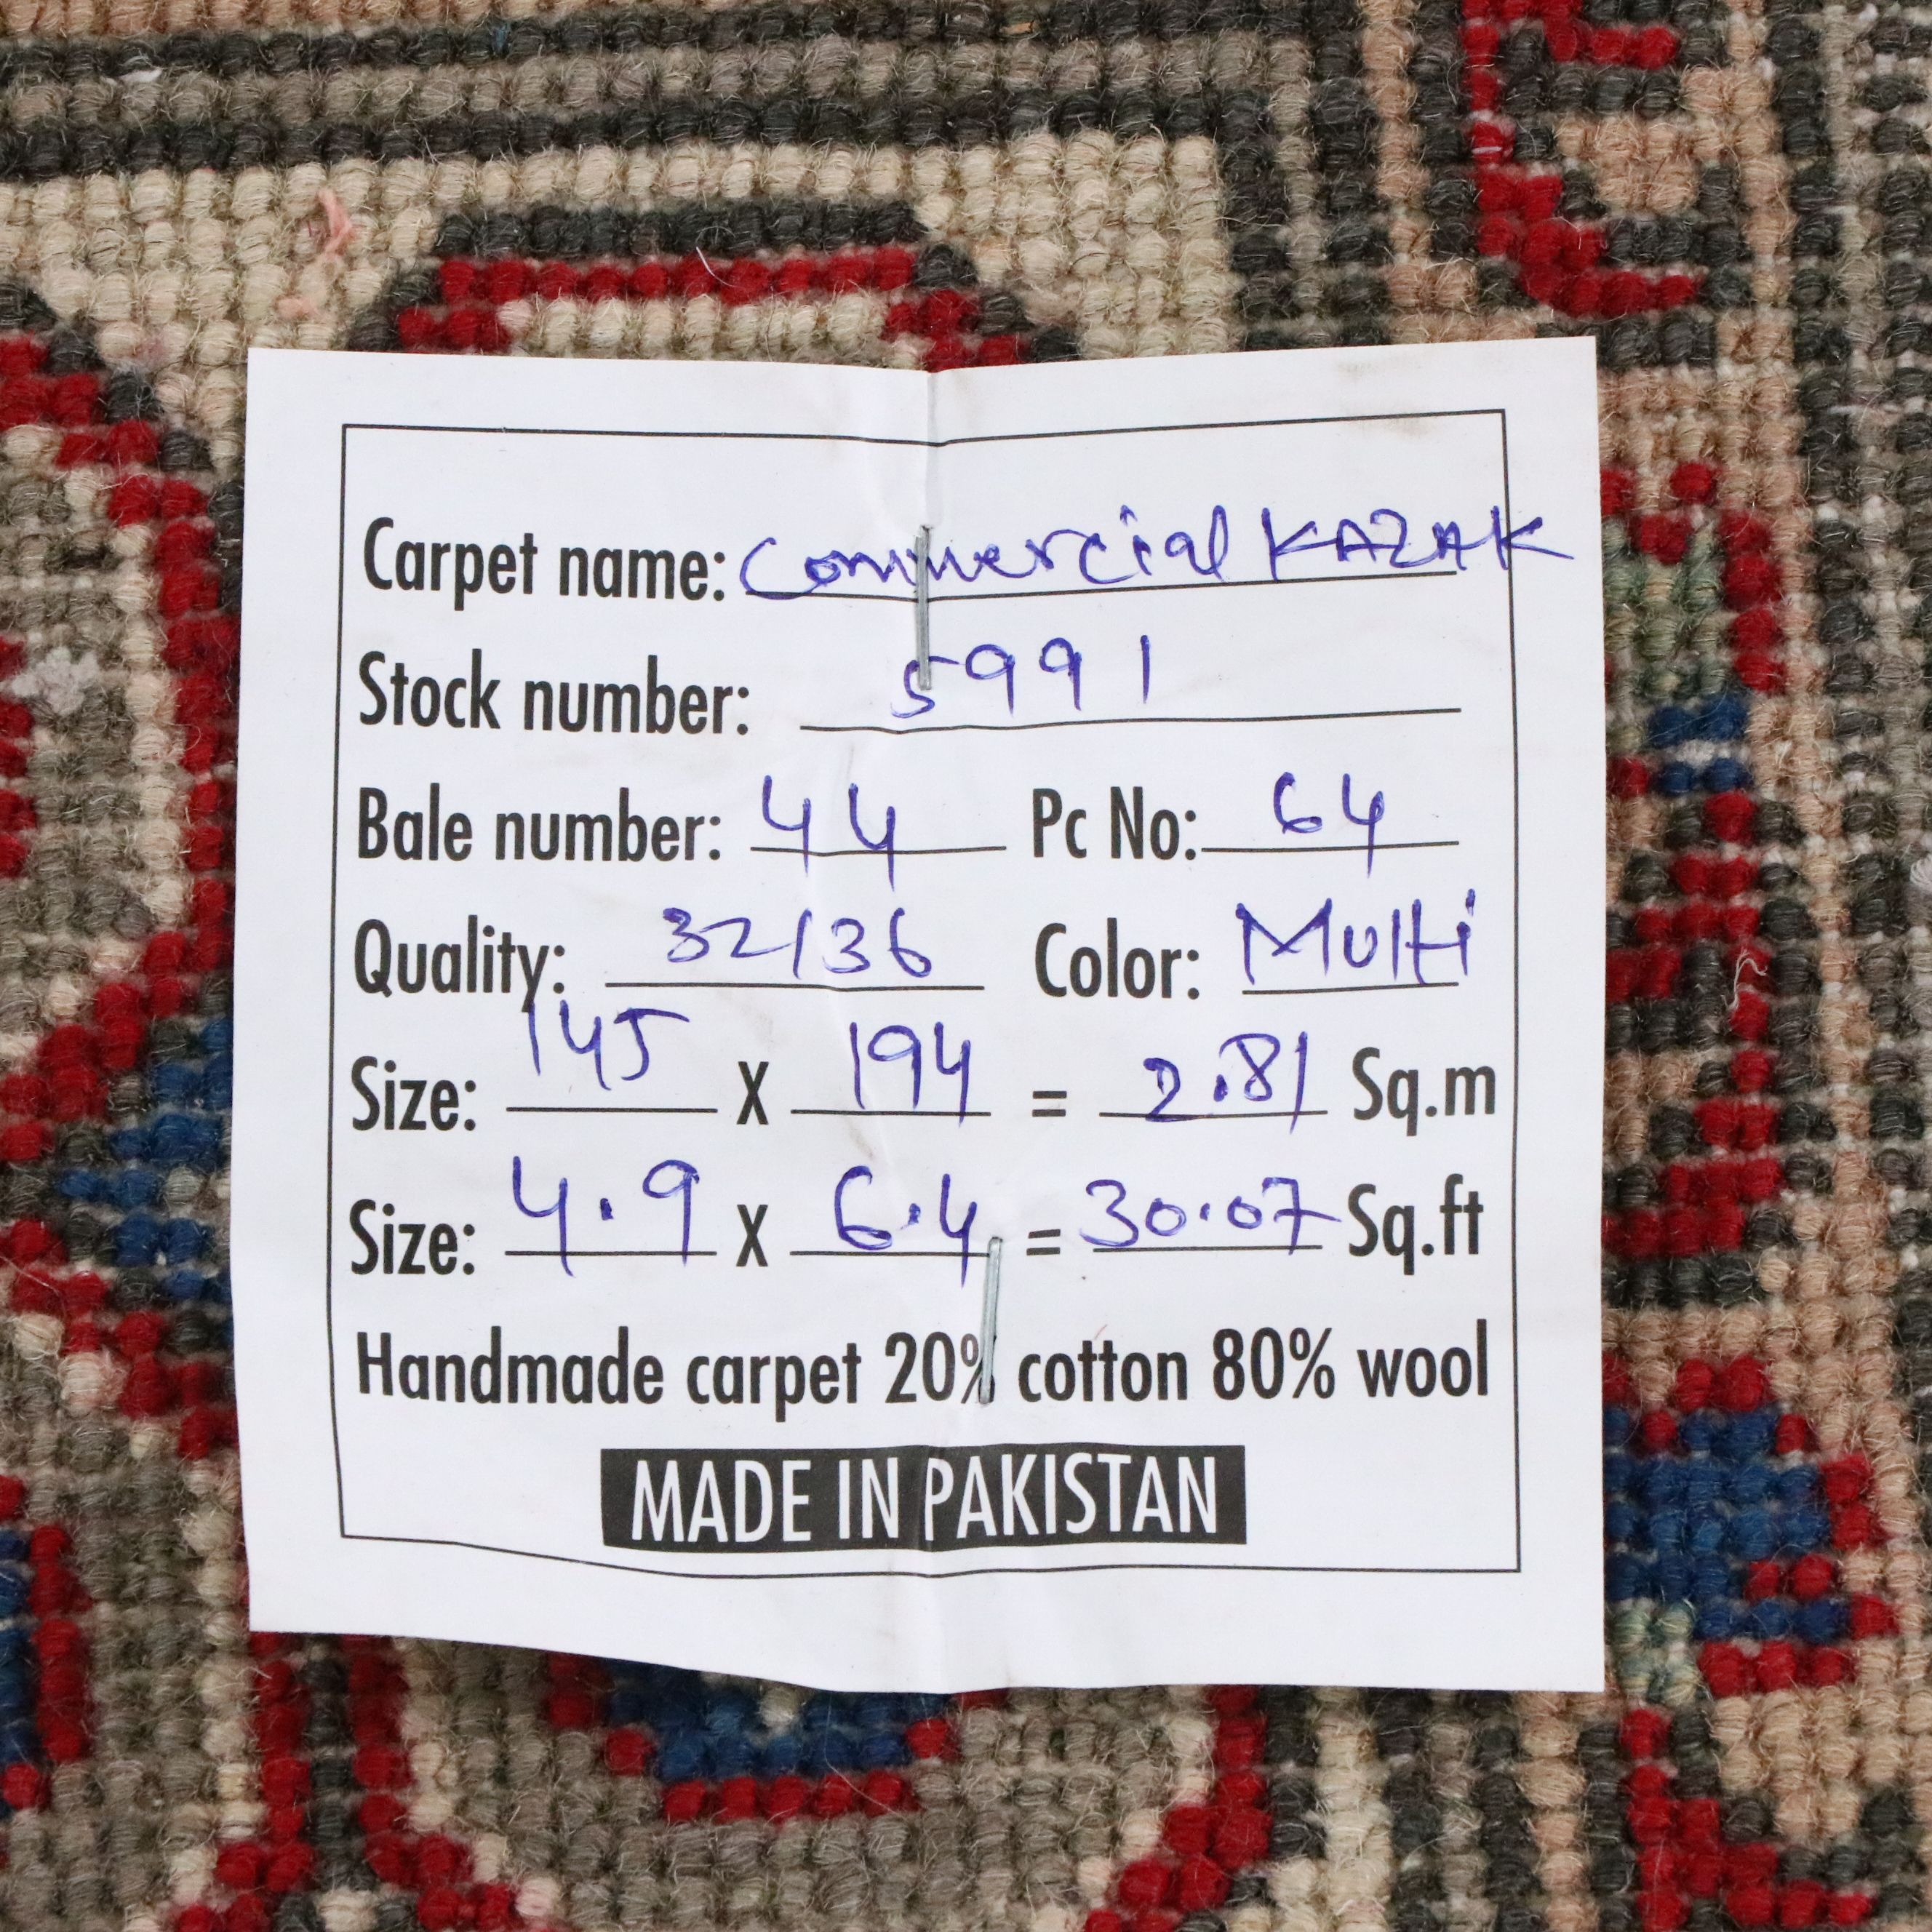 Carpet name: Commercial KAZAK
Stock number: 5991
Bale number: 44 Pc No: 64
Quality: 32/36 Color: Multi
Size: 145 X 194 = 2.81 Sq.m
Size: 4.9 X 6.4 = 30.07 Sq.ft
Handmade carpet 20% cotton 80% wool
MADE IN PAKISTAN